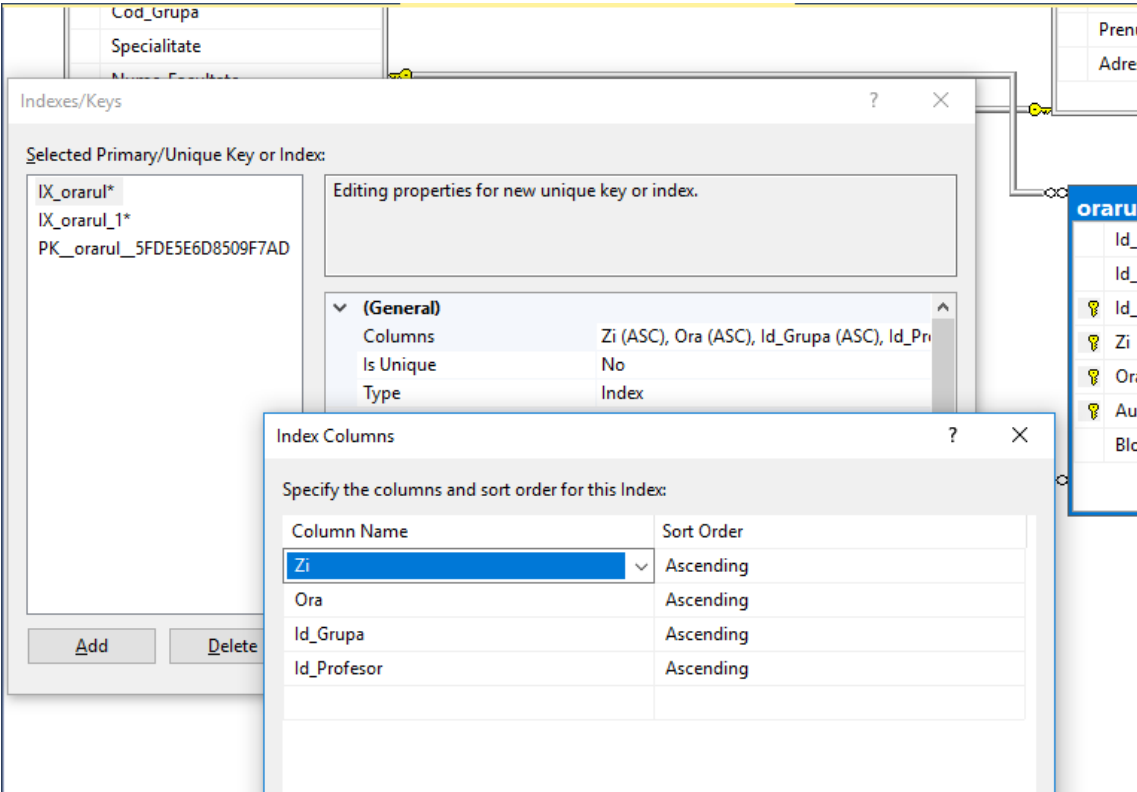 Cod_Grupa
Specialitate
Indexes/Keys ?
Selected Primary/Unique Key or Index:
IX_orarul*
IX_orarul_1*
PK__orarul__5FDE5E6D8509F7AD
Editing properties for new unique key or index.
(General)
Columns Zi (ASC), Ora (ASC), Id_Grupa (ASC), Id_Pr
Is Unique No
Type Index
Add Delete
Index Columns ?
Specify the columns and sort order for this Index:
Column Name Sort Order
Zi Ascending
Ora Ascending
Id_Grupa Ascending
Id_Profesor Ascending
Pren
Adre
oraru
Id_
Id_
Id_
Zi
Ora
Au
Blo